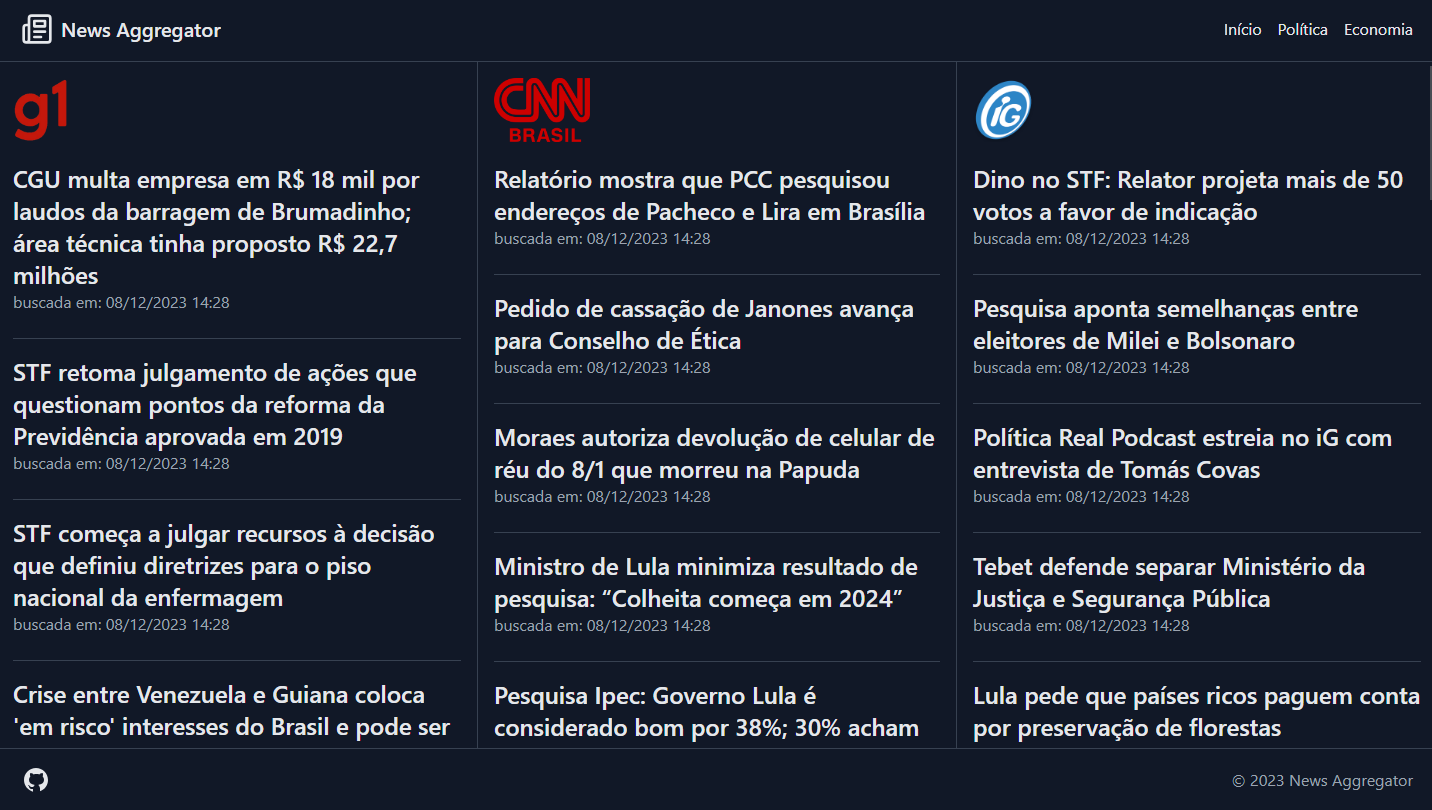 News Aggregator
Início Política Economia
g1
CGU multa empresa em R$ 18 mil por
laudos da barragem de Brumadinho;
área técnica tinha proposto R$ 22,7
milhões
buscada em: 08/12/2023 14:28
STF retoma julgamento de ações que
questionam pontos da reforma da
Previdência aprovada em 2019
buscada em: 08/12/2023 14:28
STF começa a julgar recursos à decisão
que definiu diretrizes para o piso
nacional da enfermagem
buscada em: 08/12/2023 14:28
Crise entre Venezuela e Guiana coloca
'em risco' interesses do Brasil e pode ser
CNN
BRASIL
Relatório mostra que PCC pesquisou
endereços de Pacheco e Lira em Brasília
buscada em: 08/12/2023 14:28
Pedido de cassação de Janones avança
para Conselho de Ética
buscada em: 08/12/2023 14:28
Moraes autoriza devolução de celular de
réu do 8/1 que morreu na Papuda
buscada em: 08/12/2023 14:28
Ministro de Lula minimiza resultado de
pesquisa: “Colheita começa em 2024”
buscada em: 08/12/2023 14:28
Pesquisa Ipec: Governo Lula é
considerado bom por 38%; 30% acham
iG
Dino no STF: Relator projeta mais de 50
votos a favor de indicação
buscada em: 08/12/2023 14:28
Pesquisa aponta semelhanças entre
eleitores de Milei e Bolsonaro
buscada em: 08/12/2023 14:28
Política Real Podcast estreia no iG com
entrevista de Tomás Covas
buscada em: 08/12/2023 14:28
Tebet defende separar Ministério da
Justiça e Segurança Pública
buscada em: 08/12/2023 14:28
Lula pede que países ricos paguem conta
por preservação de florestas
© 2023 News Aggregator